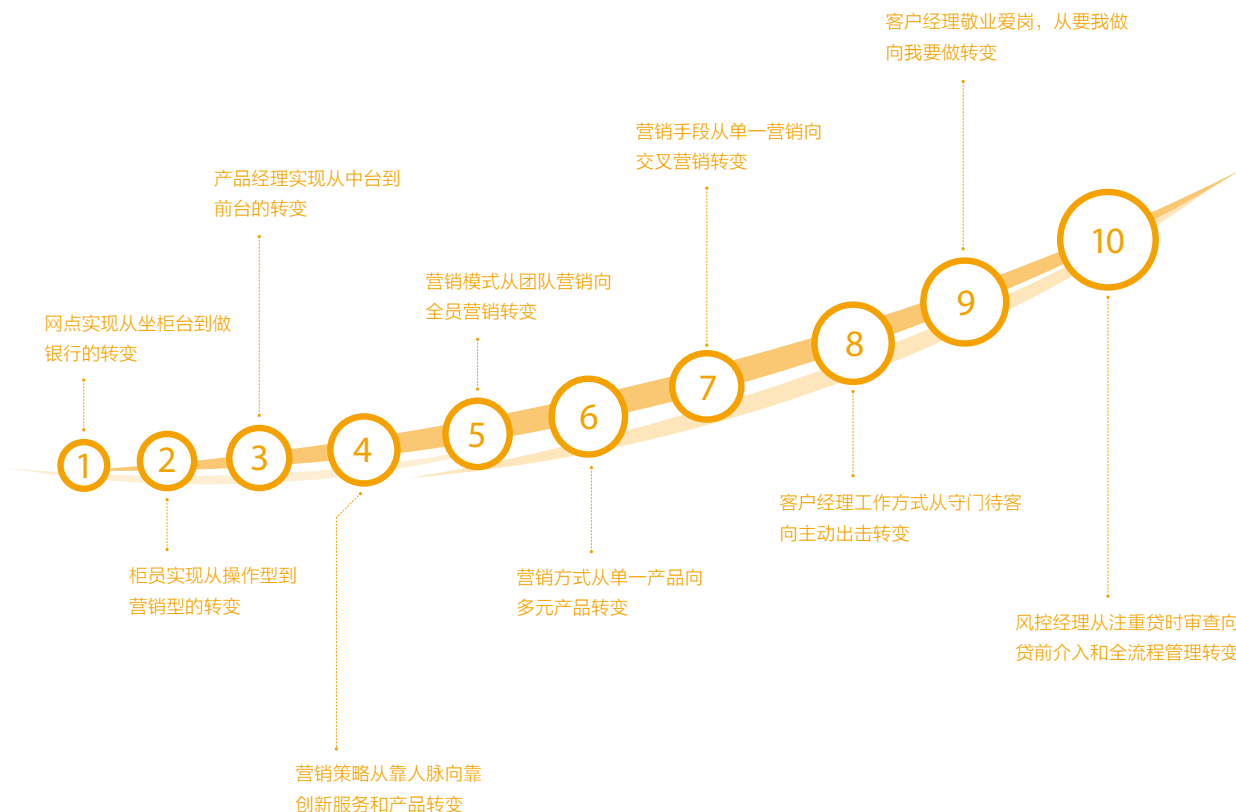 客户经理敬业爱岗，从要我做
向我要做转变
营销手段从单一营销向
交叉营销转变
产品经理实现从中台到
前台的转变
营销模式从团队营销向
全员营销转变
网点实现从坐柜台到做
银行的转变
1
2
3
4
5
6
7
8
9
10
客户经理工作方式从守门待客
向主动出击转变
柜员实现从操作型到
营销型的转变
营销方式从单一产品向
多元产品转变
风控经理从注重贷时审查向
贷前介入和全流程管理转变
营销策略从靠人脉向靠
创新服务和产品转变